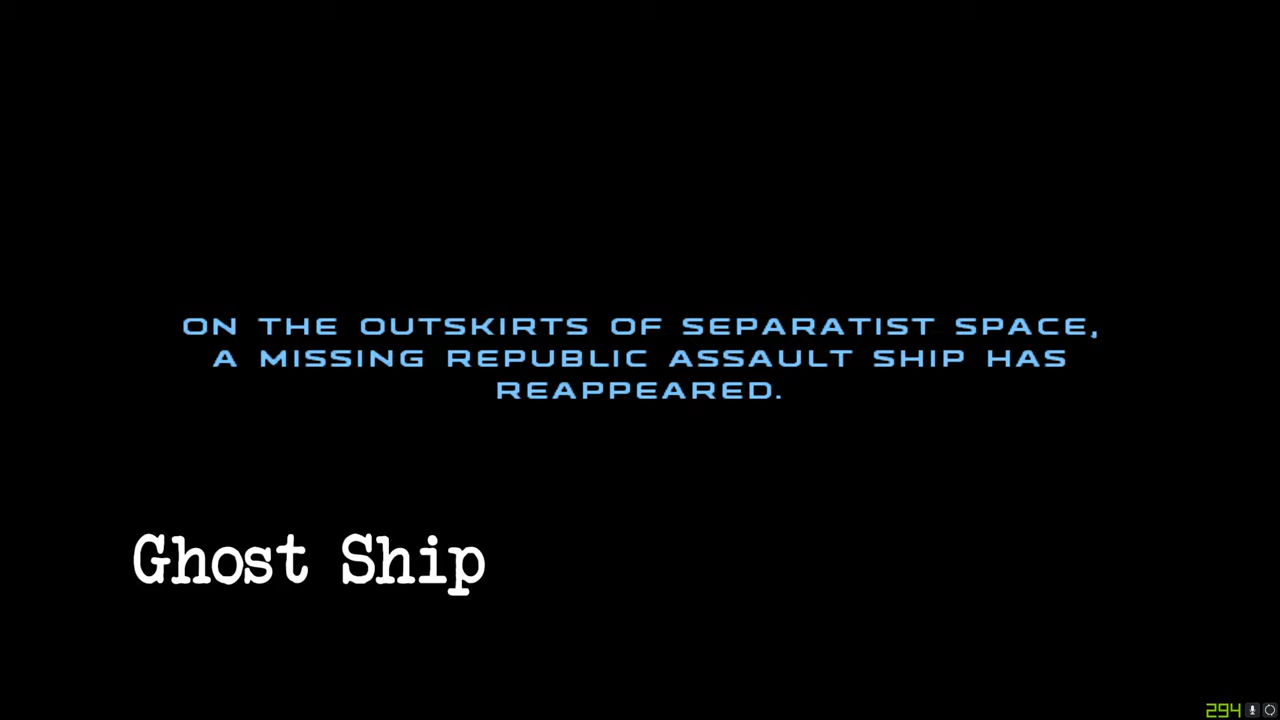 ON THE OUTSKIRTS OF SEPARATIST SPACE,
A MISSING REPUBLIC ASSAULT SHIP HAS
REAPPEARED.
Ghost Ship
294